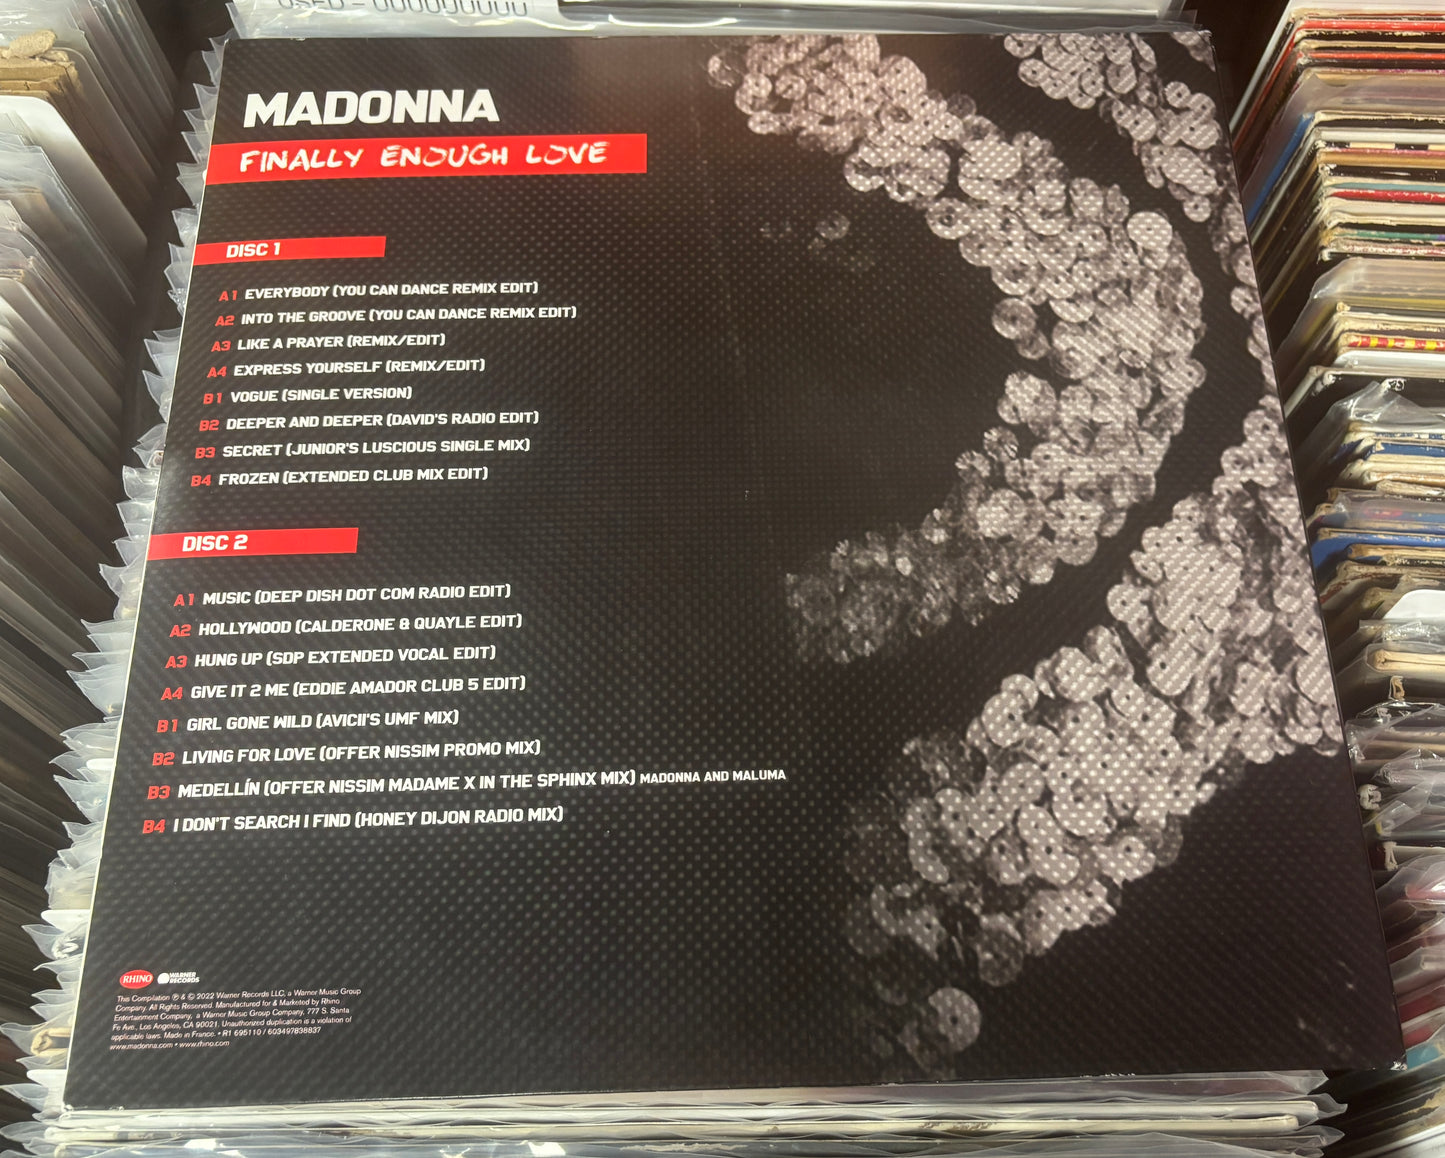 USED - 000000000
MADONNA
FINALLY ENOUGH LOVE
DISC 1
A1 EVERYBODY (YOU CAN DANCE REMIX EDIT)
A2 INTO THE GROOVE (YOU CAN DANCE REMIX EDIT)
A3 LIKE A PRAYER (REMIX/EDIT)
A4 EXPRESS YOURSELF (REMIX/EDIT)
B1 VOGUE (SINGLE VERSION)
B2 DEEPER AND DEEPER (DAVID'S RADIO EDIT)
B3 SECRET (JUNIOR'S LUSCIOUS SINGLE MIX)
B4 FROZEN (EXTENDED CLUB MIX EDIT)
DISC 2
A1 MUSIC (DEEP DISH DOT COM RADIO EDIT)
A2 HOLLYWOOD (CALDERONE & QUAYLE EDIT)
A3 HUNG UP (SDP EXTENDED VOCAL EDIT)
A4 GIVE IT 2 ME (EDDIE AMADOR CLUB 5 EDIT)
B1 GIRL GONE WILD (AVICII'S UMF MIX)
B2 LIVING FOR LOVE (OFFER NISSIM PROMO MIX)
B3 MEDELLÍN (OFFER NISSIM MADAME X IN THE SPHINX MIX) MADONNA AND MALUMA
B4 I DON'T SEARCH I FIND (HONEY DIJON RADIO MIX)
RHINO WARNER RECORDS
This Compilation ℗ & © 2022 Warner Records LLC, a Warner Music Group
Company. All Rights Reserved. Manufactured for & Marketed by Rhino
Entertainment Company, a Warner Music Group Company, 777 S. Santa
Fe Ave., Los Angeles, CA 90021. Unauthorized duplication is a violation of
applicable laws. Made in France. • R1 695110 / 603497838837
www.madonna.com • www.rhino.com